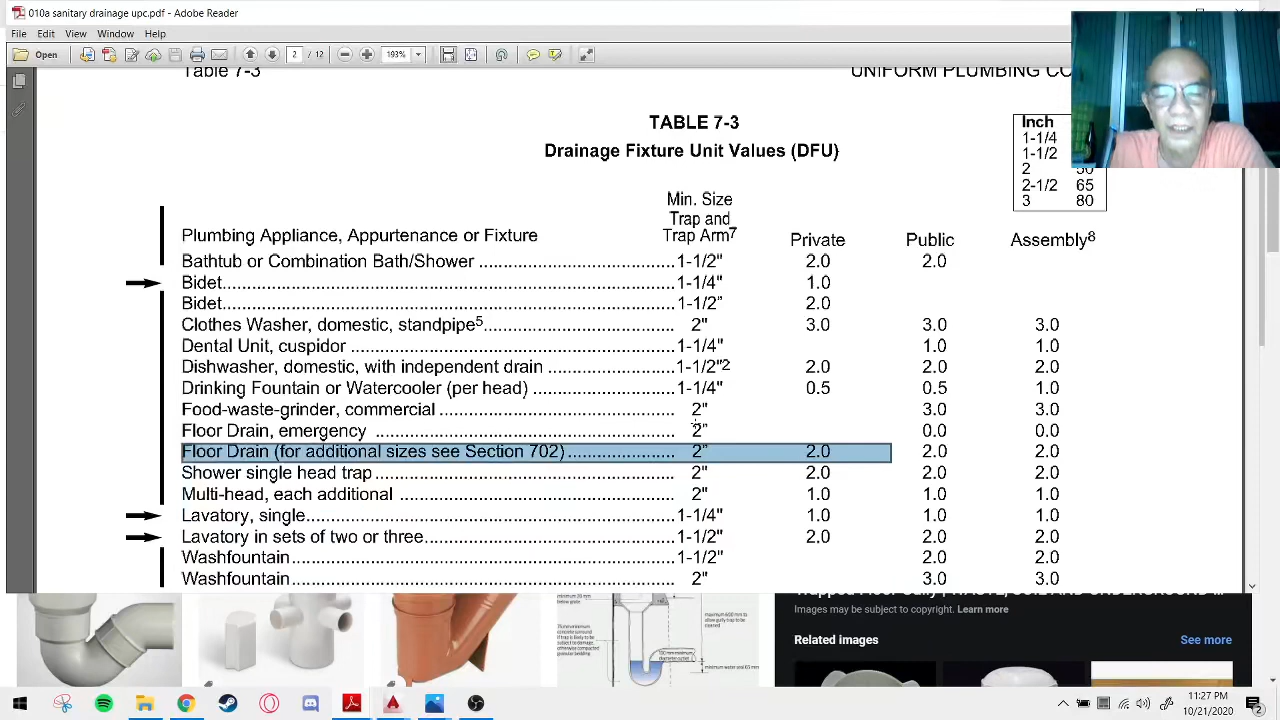 010a sanitary drainage upc.pdf - Adobe Reader
File Edit View Window Help
Open 2 / 12 193%
Table 7-3 UNIFORM PLUMBING CO
TABLE 7-3
Drainage Fixture Unit Values (DFU)
Inch
1-1/4
1-1/2
2 50
2-1/2 65
3 80
Min. Size
Trap and
Plumbing Appliance, Appurtenance or Fixture Trap Arm7 Private Public Assembly8
Bathtub or Combination Bath/Shower ..................................... 1-1/2" 2.0 2.0
Bidet..................................................................................... 1-1/4" 1.0
Bidet..................................................................................... 1-1/2" 2.0
Clothes Washer, domestic, standpipe5..................................... 2" 3.0 3.0 3.0
Dental Unit, cuspidor ............................................................. 1-1/4" 1.0 1.0
Dishwasher, domestic, with independent drain ........................ 1-1/2"2 2.0 2.0 2.0
Drinking Fountain or Watercooler (per head) .......................... 1-1/4" 0.5 0.5 1.0
Food-waste-grinder, commercial ............................................ 2" 3.0 3.0
Floor Drain, emergency ......................................................... 2" 0.0 0.0
Floor Drain (for additional sizes see Section 702) .................... 2" 2.0 2.0 2.0
Shower single head trap ........................................................ 2" 2.0 2.0 2.0
Multi-head, each additional .................................................... 2" 1.0 1.0 1.0
Lavatory, single..................................................................... 1-1/4" 1.0 1.0 1.0
Lavatory in sets of two or three............................................... 1-1/2" 2.0 2.0 2.0
Washfountain........................................................................ 1-1/2" 2.0 2.0
Washfountain........................................................................ 2" 3.0 3.0
Images may be subject to copyright. Learn more
Related images See more
11:27 PM
10/21/2020
2